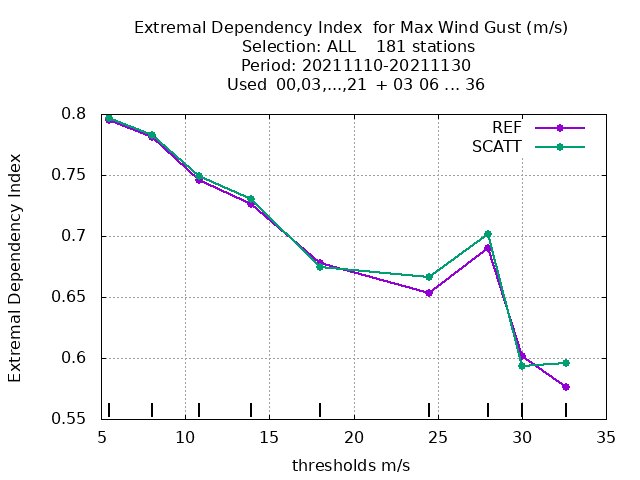 Extremal Dependency Index  for Max Wind Gust (m/s)
Selection: ALL    181 stations
Period: 20211110-20211130
Used  00,03,...,21  + 03 06 ... 36
REF
SCATT
Extremal Dependency Index
0.8
0.75
0.7
0.65
0.6
0.55
5 10 15 20 25 30 35
thresholds m/s